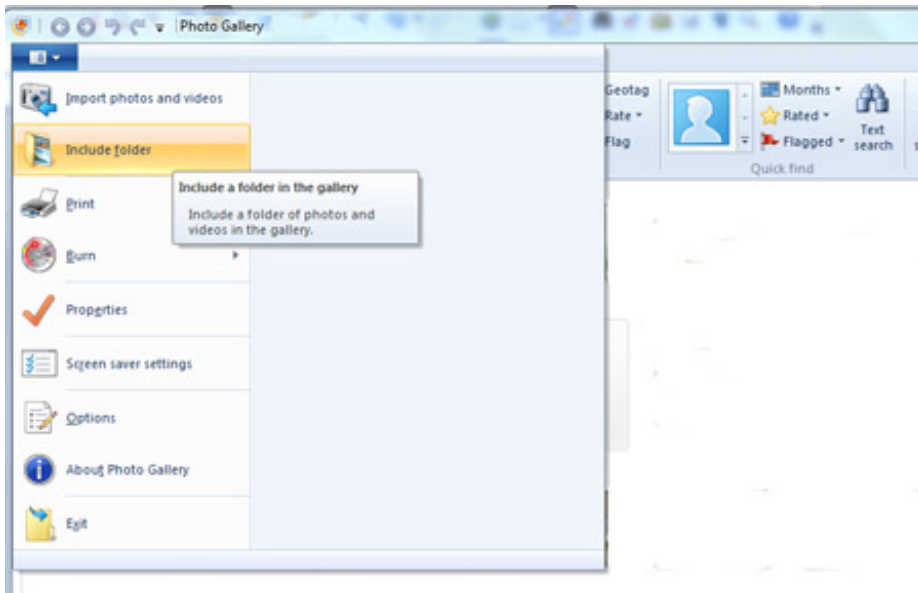 Photo Gallery
Import photos and videos
Include folder
Include a folder in the gallery
Include a folder of photos and
videos in the gallery.
Print
Burn
Properties
Screen saver settings
Options
About Photo Gallery
Exit
Geotag
Rate
Flag
Months
Rated
Flagged
Text
search
Quick find